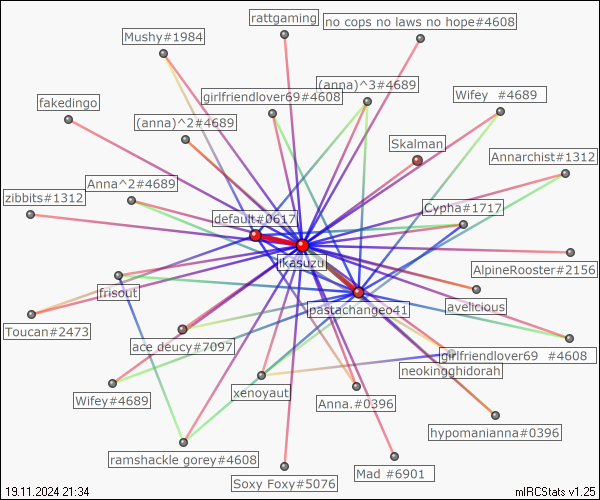 rattgaming
no cops no laws no hope#4608
Mushy#1984
(anna)^3#4689
girlfriendlover69#4608
Wifey  #4689
fakedingo
(anna)^2#4689
Skalman
Annarchist#1312
Anna^2#4689
zibbits#1312
Cypha#1717
default#0617
ikasuzu
AlpineRooster#2156
frisout
avelicious
pastachangeo41
Toucan#2473
ace deucy#7097
girlfriendlover69  #4608
neokingghidorah
xenoyaut
Wifey#4689
Anna.#0396
hypomanianna#0396
ramshackle gorey#4608
Mad #6901
Soxy Foxy#5076
19.11.2024 21:34
mIRCStats v1.25